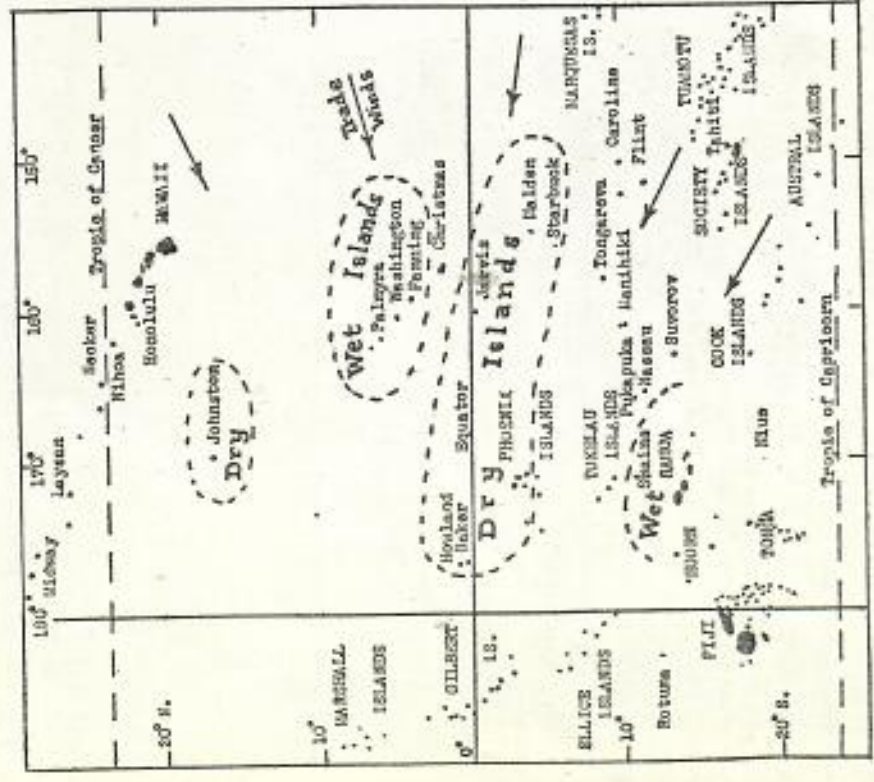 180° 170° 160° 150°
Midway
Laysan
Necker
Nihoa
Tropic of Cancer
Honolulu
HAWAII
20° N.
Johnston
Dry
Trade
Winds
10°
MARSHALL
ISLANDS
Wet Islands
Palmyra
Washington
Fanning
Christmas
GILBERT
IS.
0°
Howland
Baker
Equator
Jarvis
Dry Islands
PHOENIX
ISLANDS
Malden
Starbuck
MARQUESAS
IS.
ELLICE
ISLANDS
TOKELAU
ISLANDS
Tongareva
Caroline
Flint
Pukapuka
Manihiki
Nassau
Suvorov
10°
Rotuma
Wet
Swains
SAMOA
SOCIETY
ISLANDS
Tahiti
TUAMOTU
ISLANDS
FIJI
TONGA
Niue
COOK
ISLANDS
AUSTRAL
ISLANDS
20° S.
Tropic of Capricorn